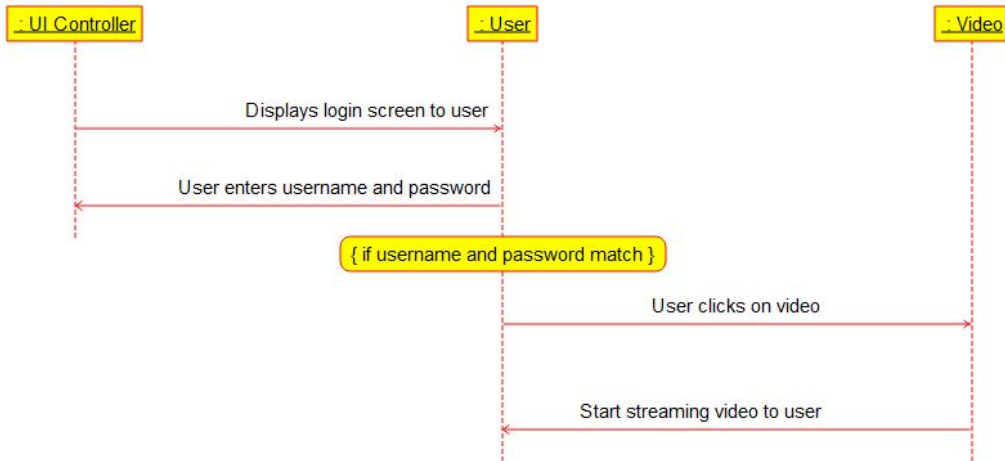 : UI Controller
: User
: Video
Displays login screen to user
User enters username and password
{ if username and password match }
User clicks on video
Start streaming video to user